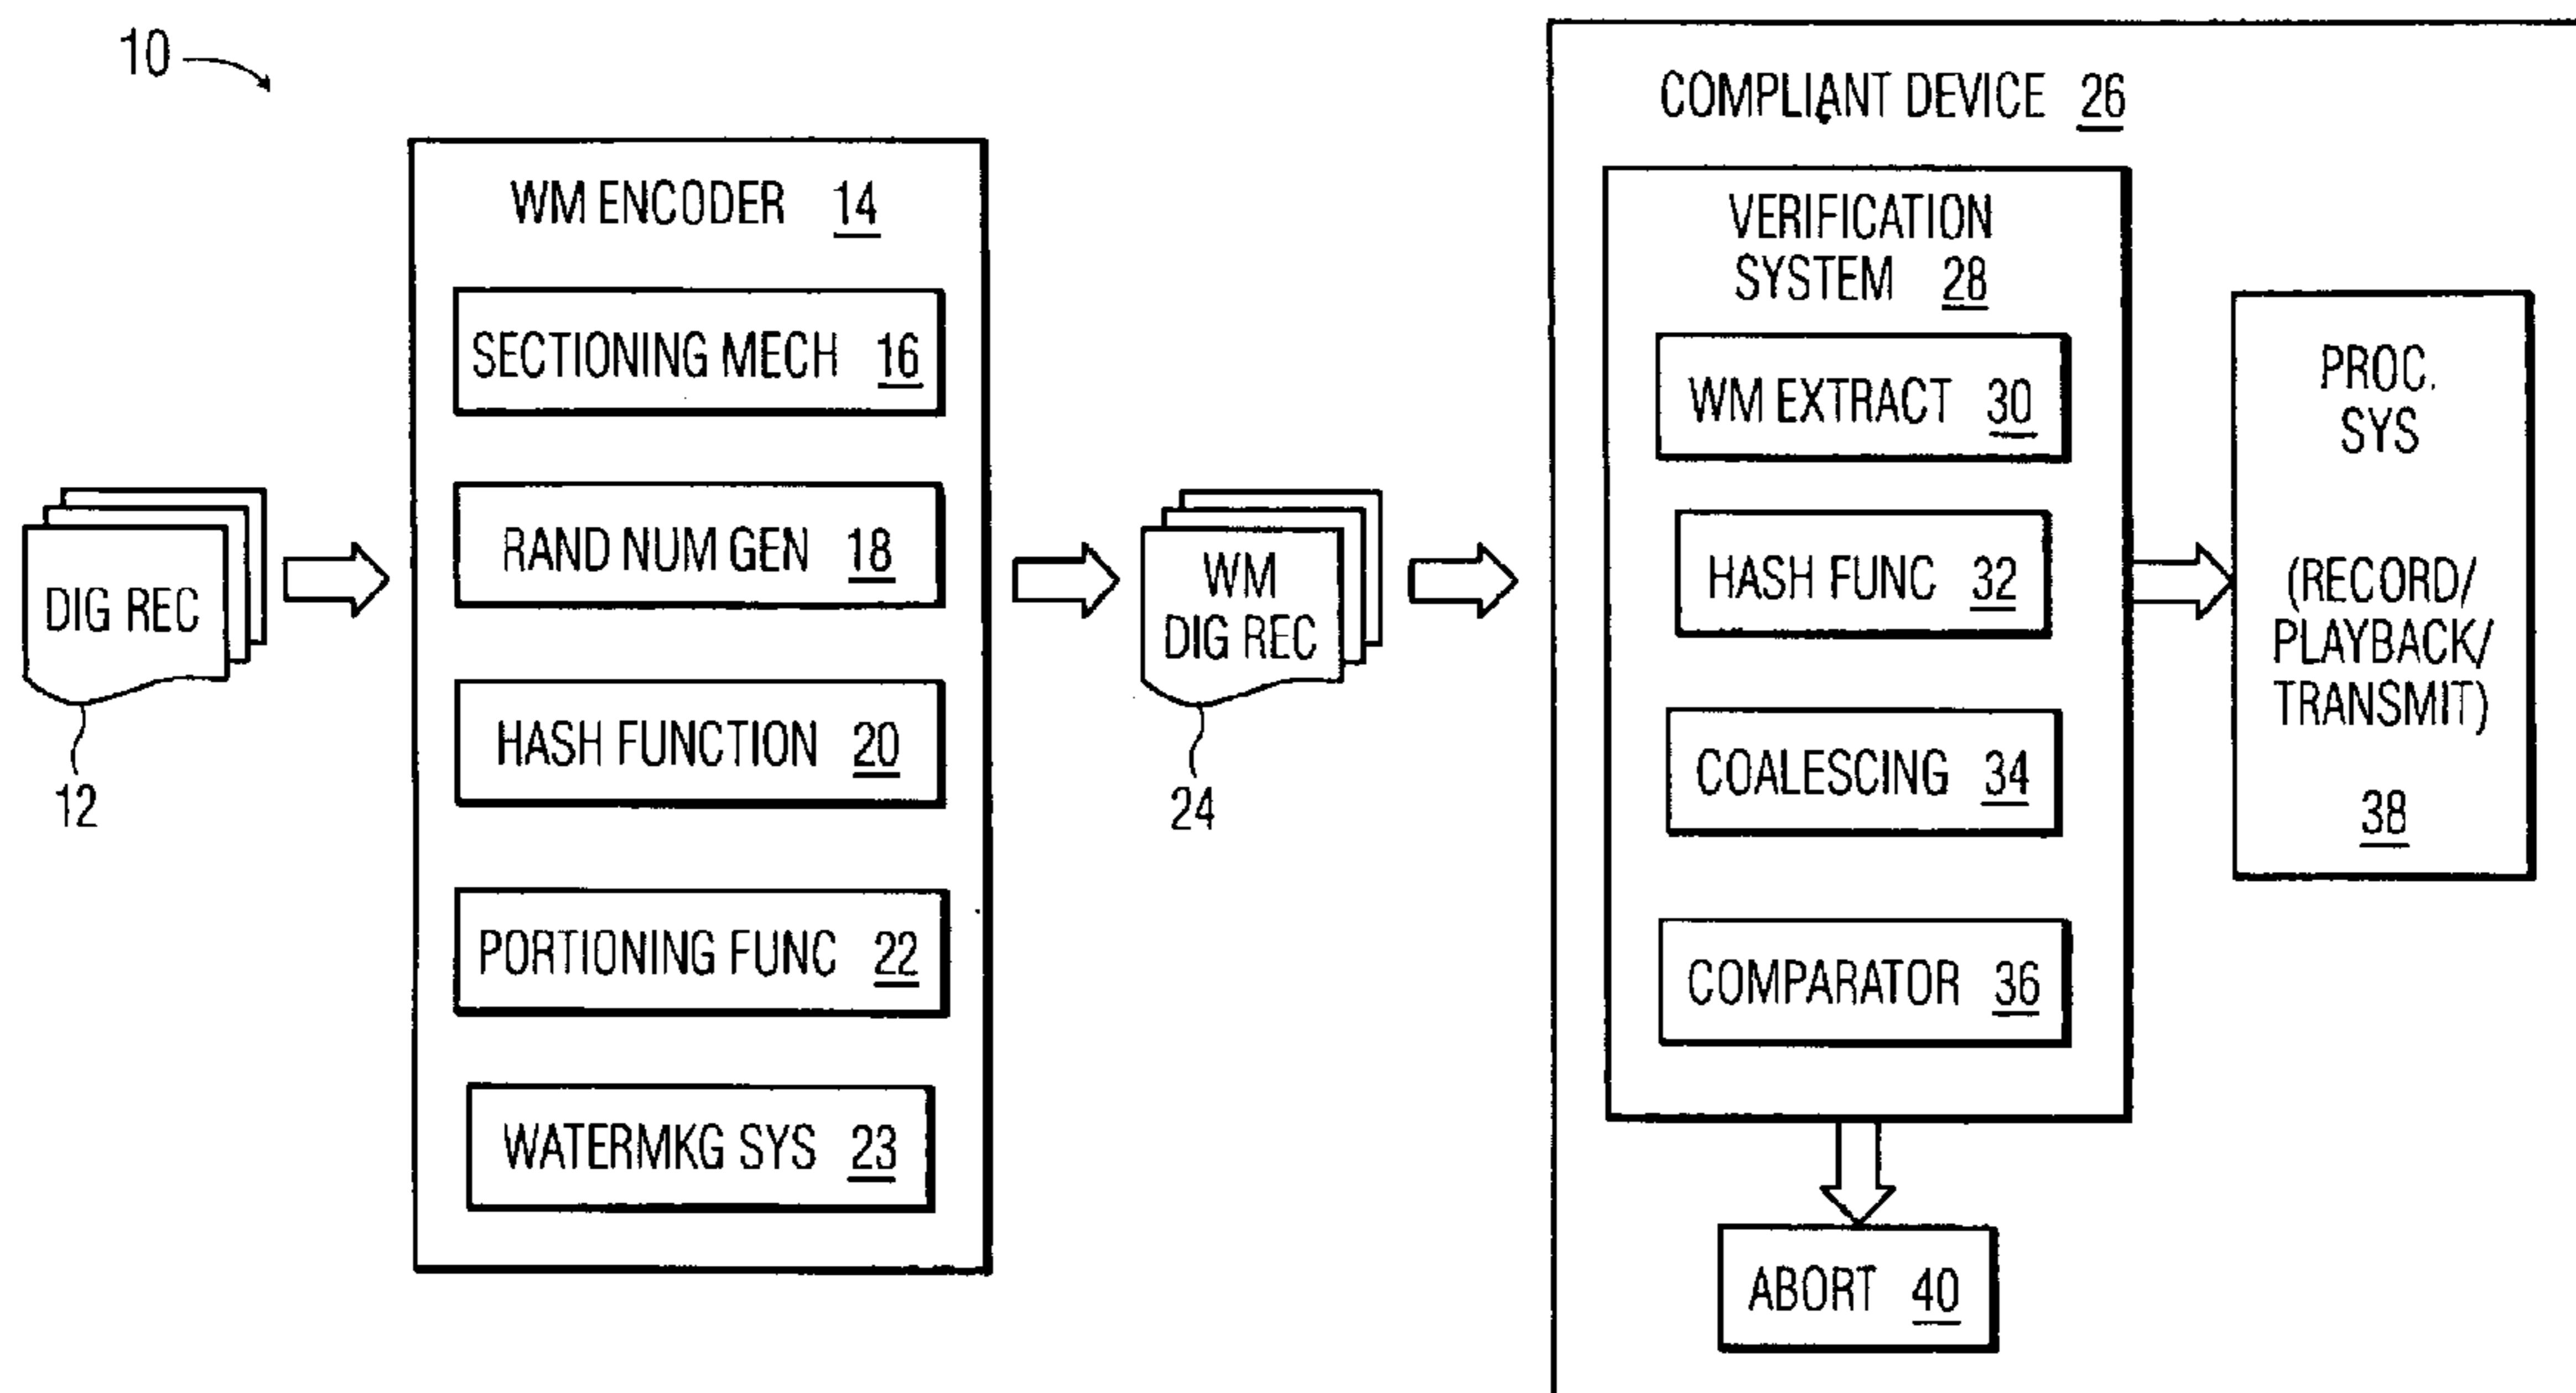 10
DIG REC
12
WM ENCODER 14
SECTIONING MECH 16
RAND NUM GEN 18
HASH FUNCTION 20
PORTIONING FUNC 22
WATERMKG SYS 23
WM
DIG REC
24
COMPLIANT DEVICE 26
VERIFICATION
SYSTEM 28
WM EXTRACT 30
HASH FUNC 32
COALESCING 34
COMPARATOR 36
ABORT 40
PROC.
SYS
(RECORD/
PLAYBACK/
TRANSMIT)
38